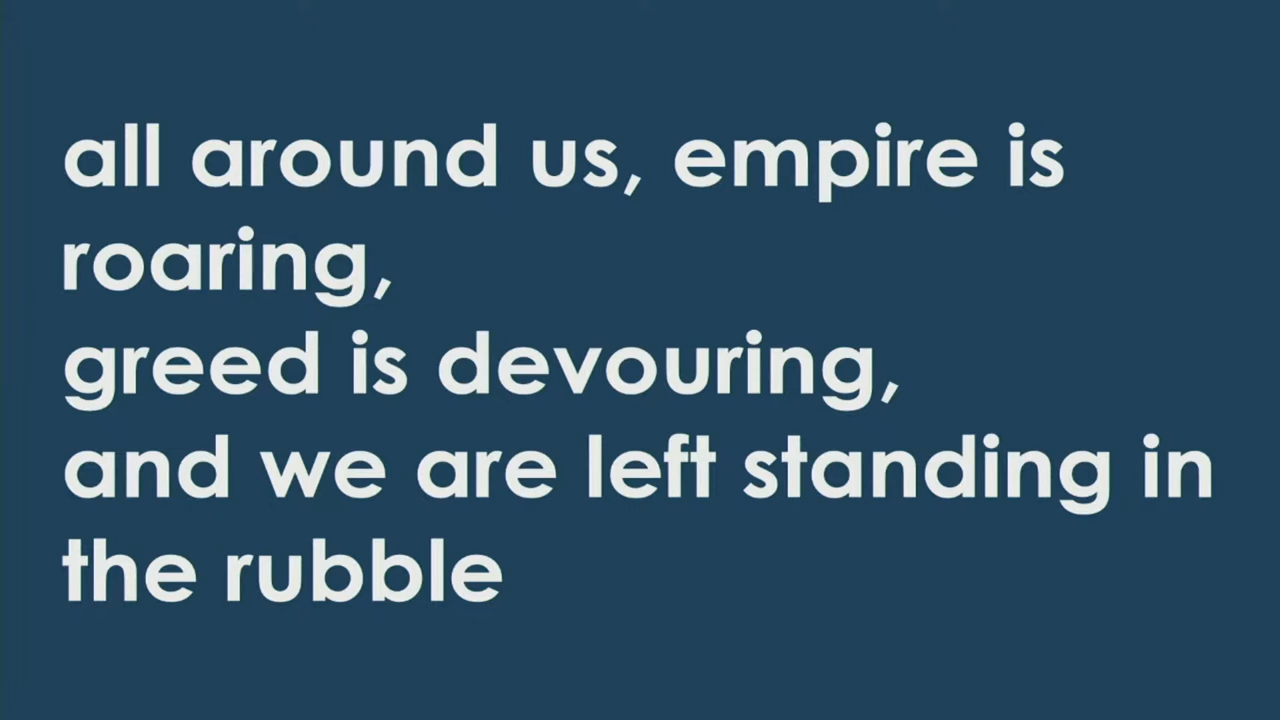 all around us, empire is
roaring,
greed is devouring,
and we are left standing in
the rubble